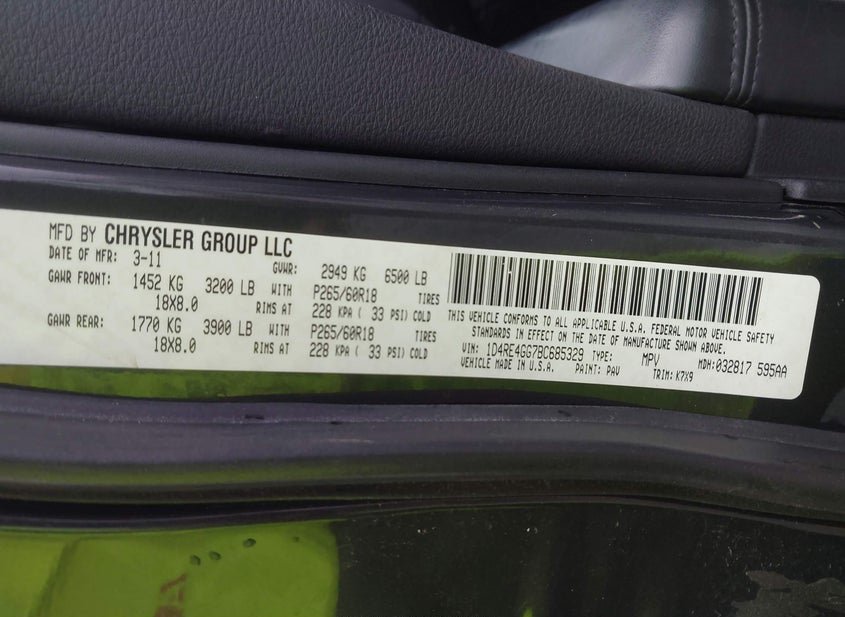 MFD BY CHRYSLER GROUP LLC
DATE OF MFR: 3-11 GVWR: 2949 KG 6500 LB
GAWR FRONT: 1452 KG 3200 LB WITH P265/60R18 TIRES
18X8.0 RIMS AT 228 KPA ( 33 PSI) COLD
GAWR REAR: 1770 KG 3900 LB WITH P265/60R18 TIRES
18X8.0 RIMS AT 228 KPA ( 33 PSI) COLD
THIS VEHICLE CONFORMS TO ALL APPLICABLE U.S.A. FEDERAL MOTOR VEHICLE SAFETY
STANDARDS IN EFFECT ON THE DATE OF MANUFACTURE SHOWN ABOVE.
VIN: 1D4RE4GG7BC685329 TYPE: MPV MDH: 032817 595AA
VEHICLE MADE IN U.S.A. PAINT: PAV TRIM: K7X9